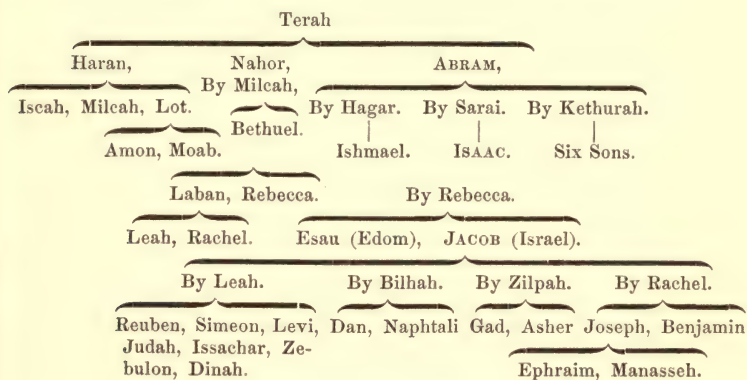 Terah
Haran, Nahor, ABRAM,
By Milcah,
Iscah, Milcah, Lot. By Hagar. By Sarai. By Kethurah.
Bethuel.
Amon, Moab. Ishmael. ISAAC. Six Sons.
Laban, Rebecca. By Rebecca.
Leah, Rachel. Esau (Edom), JACOB (Israel).
By Leah. By Bilhah. By Zilpah. By Rachel.
Reuben, Simeon, Levi, Dan, Naphtali Gad, Asher Joseph, Benjamin
Judah, Issachar, Ze-
bulon, Dinah. Ephraim, Manasseh.